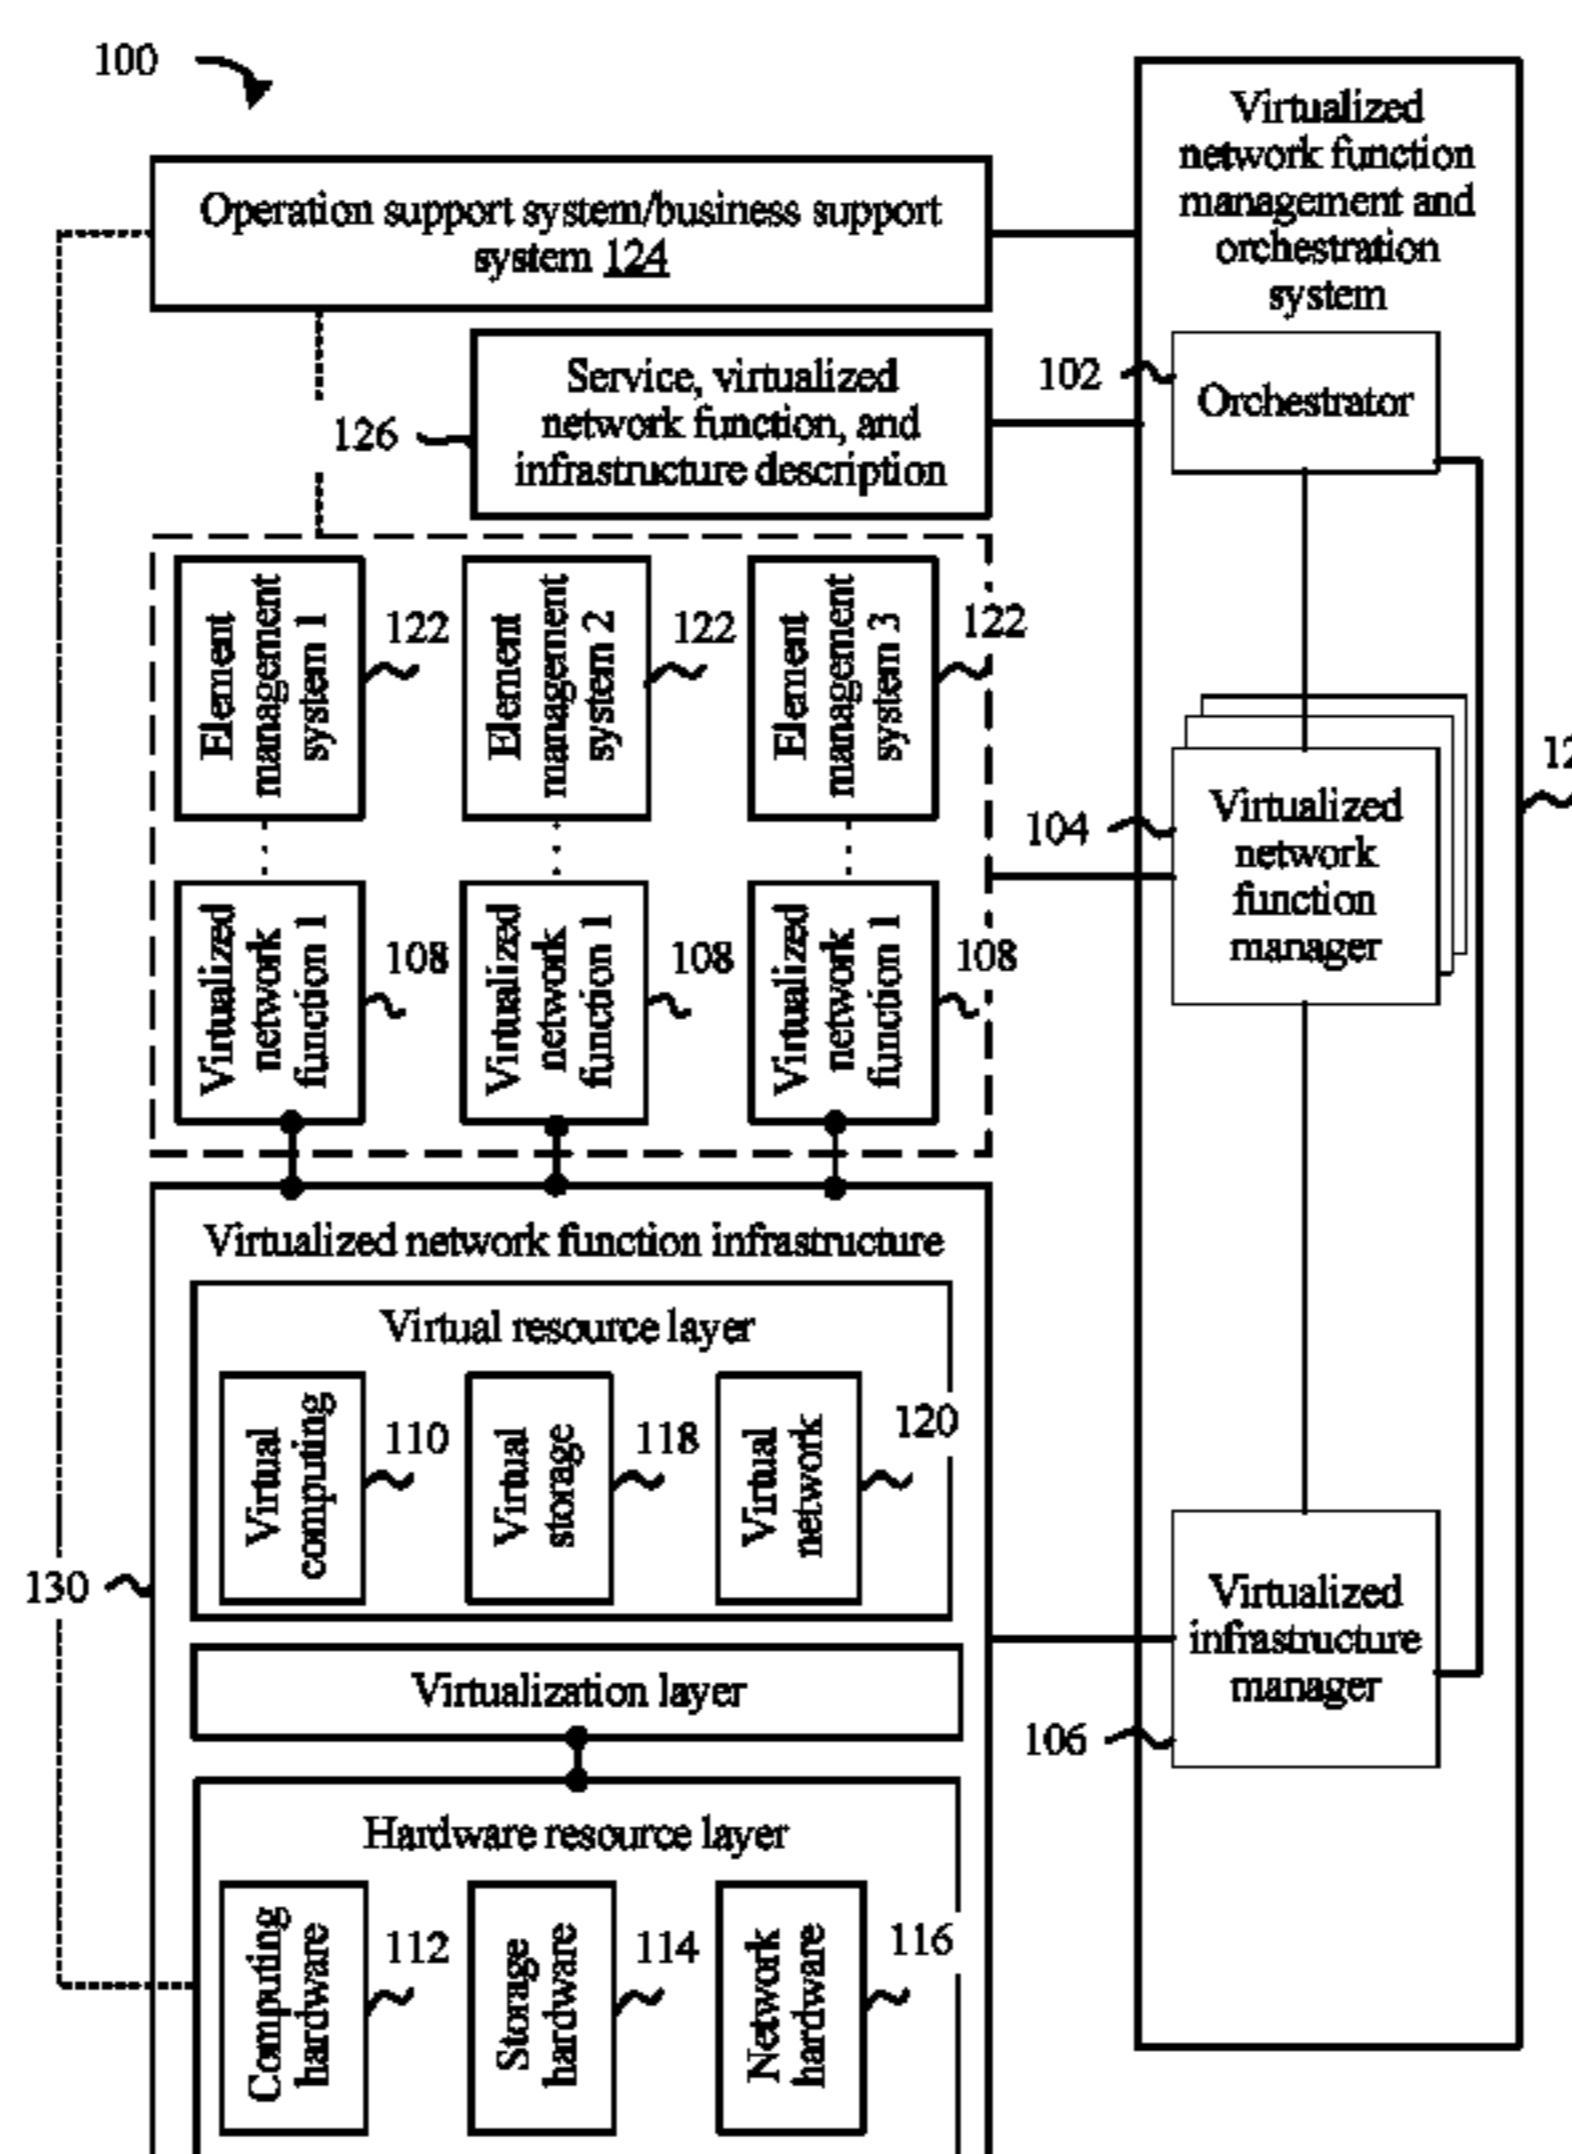 100
Operation support system/business support
system 124
Virtualized
network function
management and
orchestration
system
Service, virtualized
network function, and
infrastructure description
126
102
Orchestrator
Element
management
system 1
122
Element
management
system 2
122
Element
management
system 3
122
104
Virtualized
network
function
manager
Virtualized
network
function 1
108
Virtualized
network
function 1
108
Virtualized
network
function 1
108
Virtualized network function infrastructure
Virtual resource layer
Virtual
computing
110
Virtual
storage
118
Virtual
network
120
130
Virtualization layer
Virtualized
infrastructure
manager
106
Hardware resource layer
Computing
hardware
112
Storage
hardware
114
Network
hardware
116